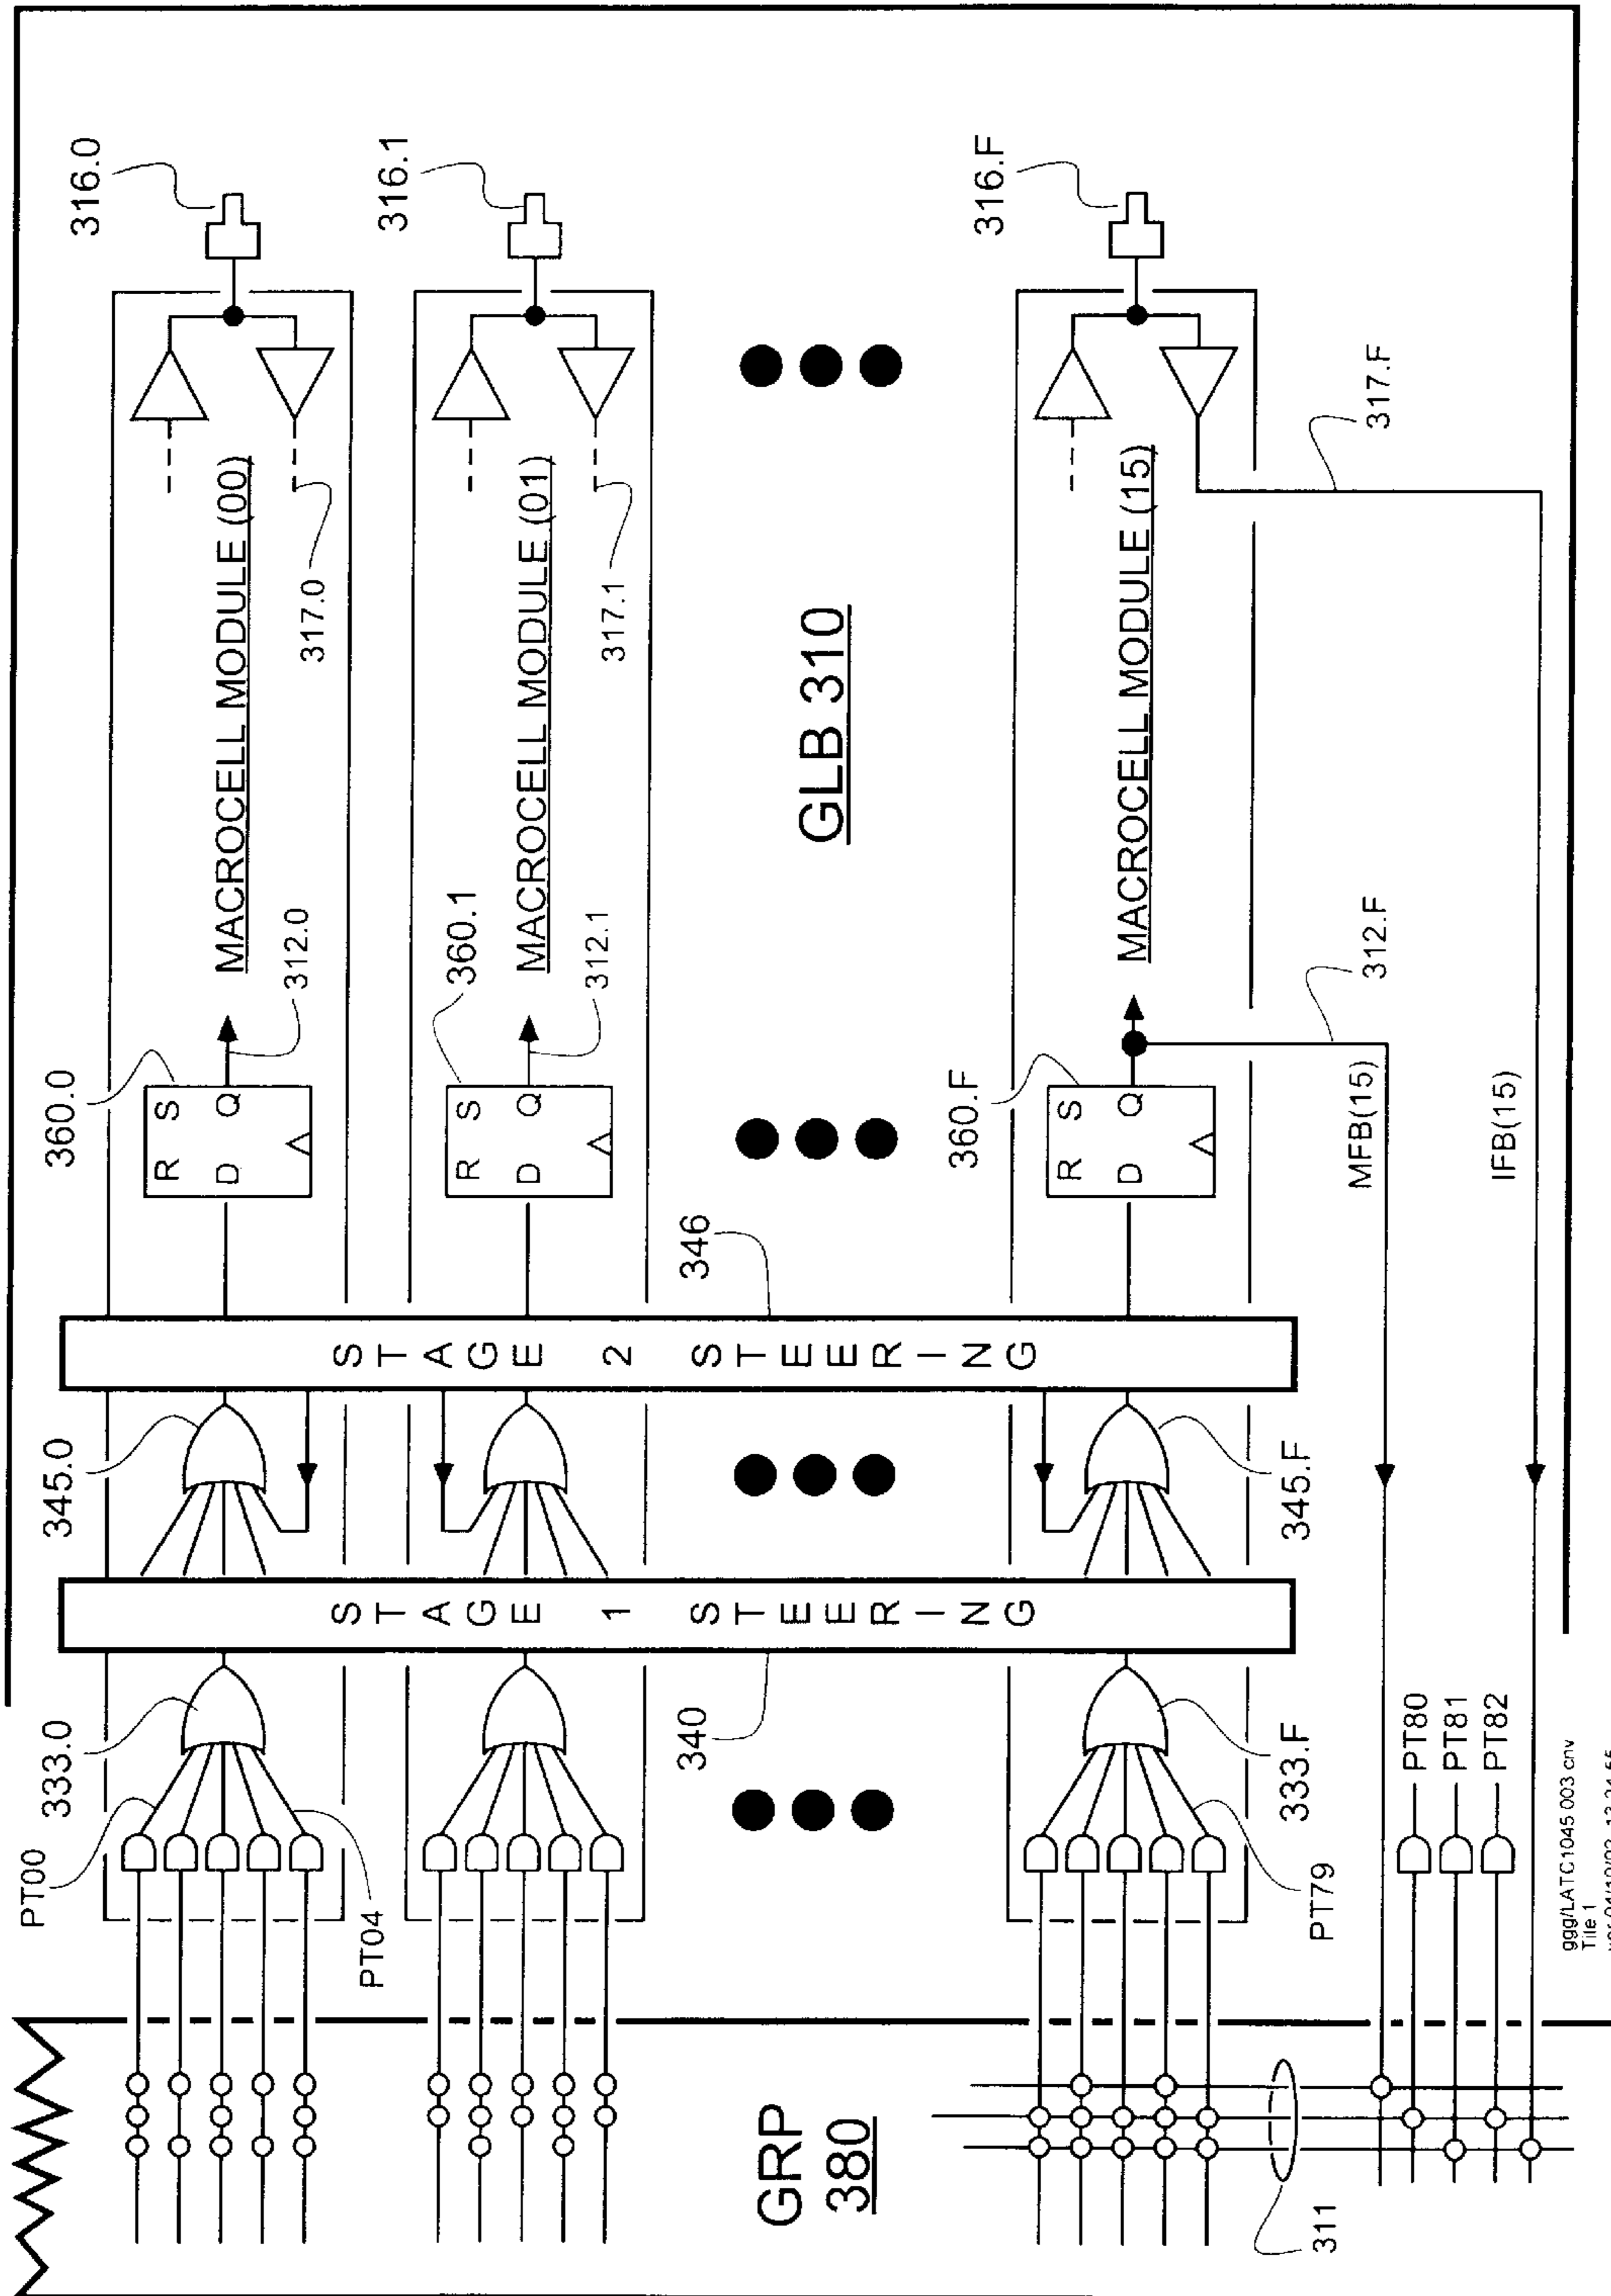 316.0
316.1
316.F
317.0
317.1
317.F
MACROCELL MODULE (00)
MACROCELL MODULE (01)
MACROCELL MODULE (15)
GLB 310
312.0
312.1
312.F
360.0
R S
D Q
360.1
R S
D Q
360.F
R S
D Q
MFB(15)
IFB(15)
346
STAGE 2 STEERING
345.0
345.F
STAGE 1 STEERING
340
333.0
333.F
PT00
PT04
PT79
PT80
PT81
PT82
GRP
380
311
ggg/LATC1045 003 cnv
Tile 1